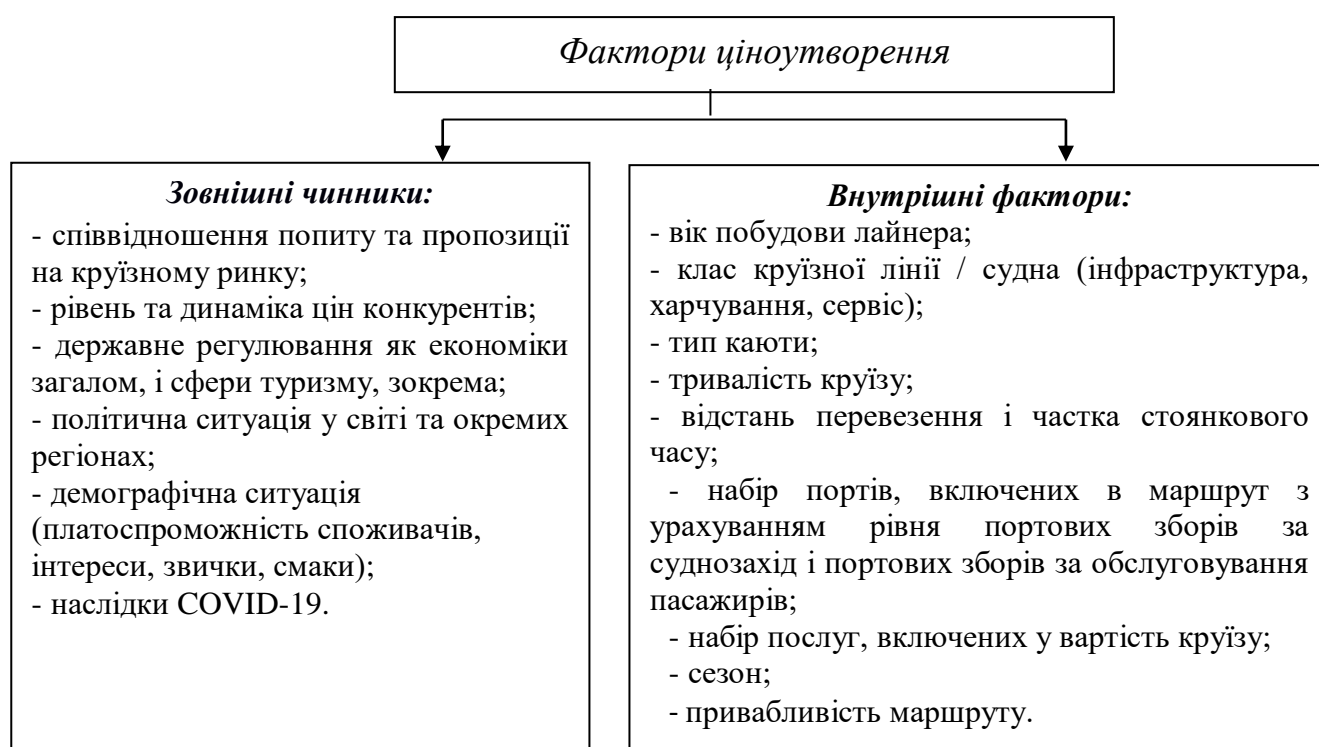 Фактори ціноутворення
Зовнішні чинники:
- співвідношення попиту та пропозиції
на круїзному ринку;
- рівень та динаміка цін конкурентів;
- державне регулювання як економіки
загалом, і сфери туризму, зокрема;
- політична ситуація у світі та окремих
регіонах;
- демографічна ситуація
(платоспроможність споживачів,
інтереси, звички, смаки);
- наслідки COVID-19.
Внутрішні фактори:
- вік побудови лайнера;
- клас круїзної лінії / судна (інфраструктура,
харчування, сервіс);
- тип каюти;
- тривалість круїзу;
- відстань перевезення і частка стоянкового
часу;
- набір портів, включених в маршрут з
урахуванням рівня портових зборів за
суднозахід і портових зборів за обслуговування
пасажирів;
- набір послуг, включених у вартість круїзу;
- сезон;
- привабливість маршруту.